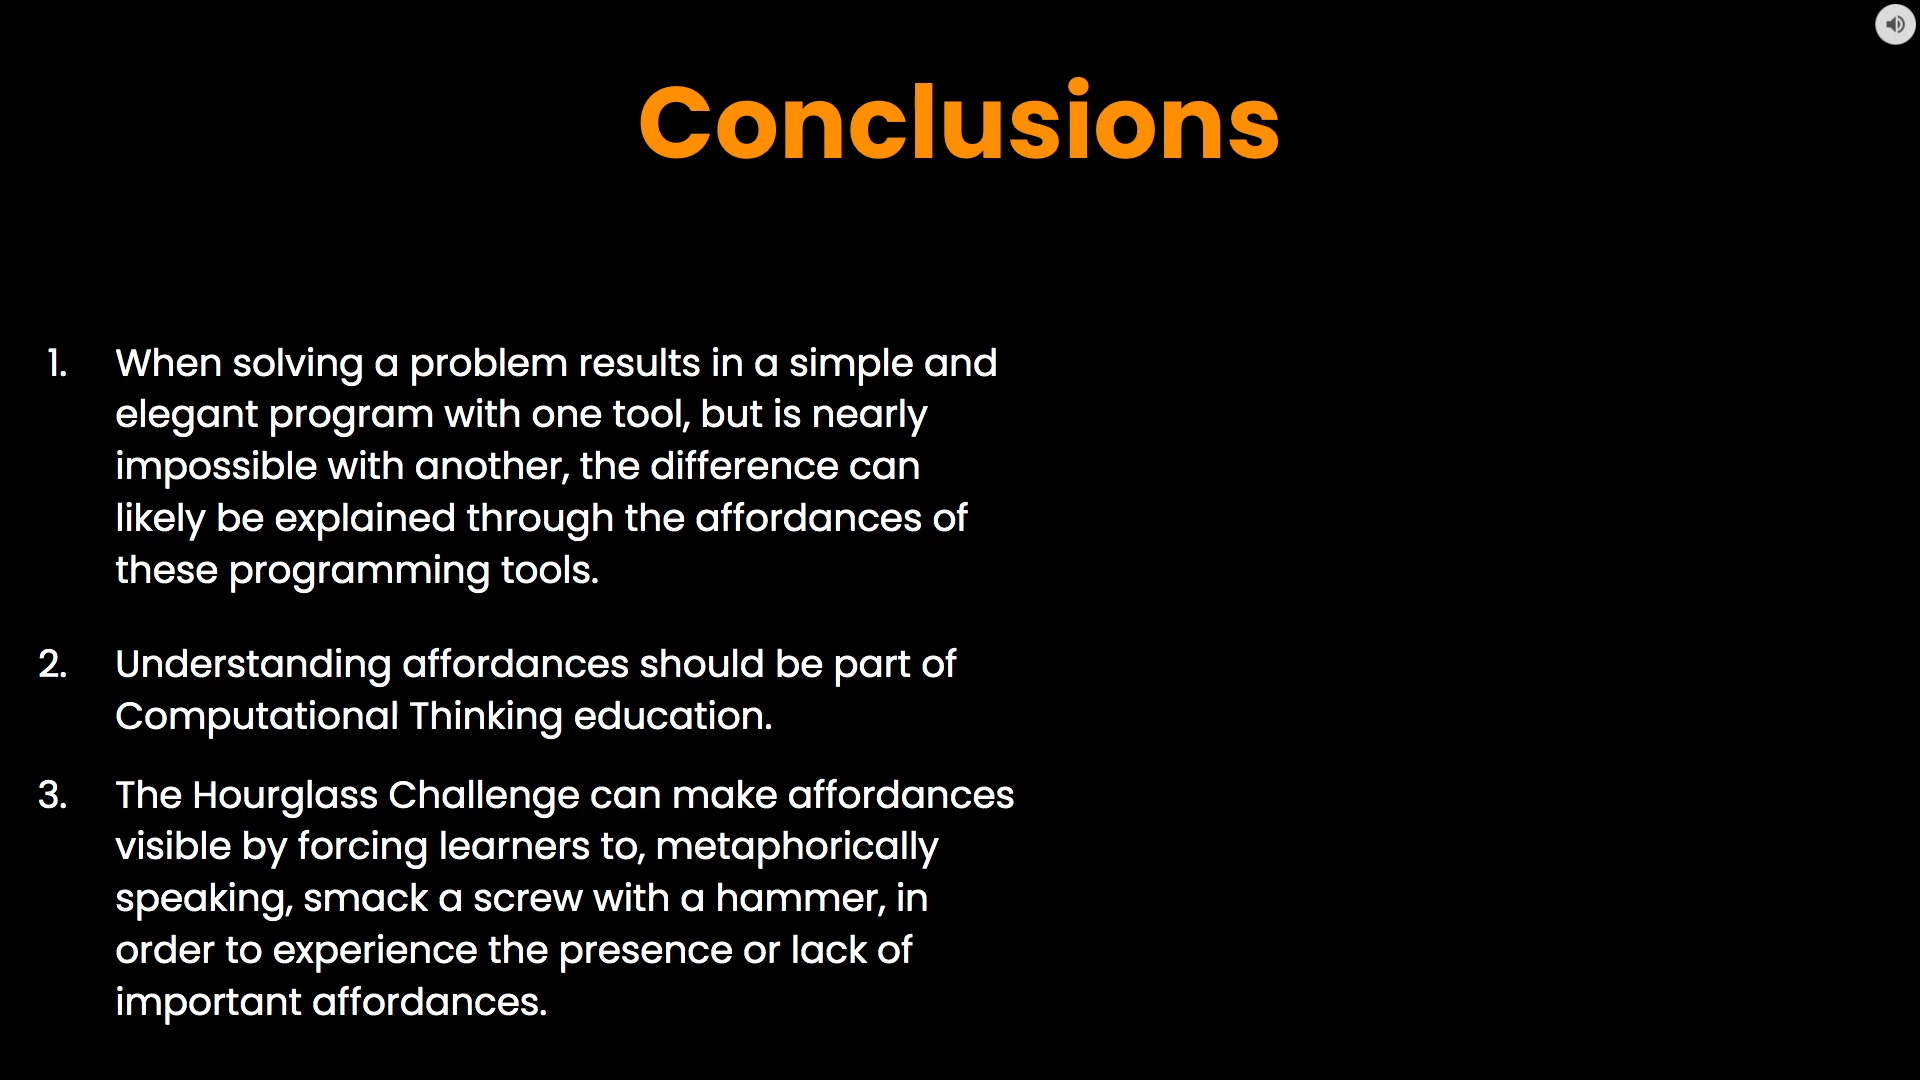 Conclusions
1. When solving a problem results in a simple and
elegant program with one tool, but is nearly
impossible with another, the difference can
likely be explained through the affordances of
these programming tools.
2. Understanding affordances should be part of
Computational Thinking education.
3. The Hourglass Challenge can make affordances
visible by forcing learners to, metaphorically
speaking, smack a screw with a hammer, in
order to experience the presence or lack of
important affordances.